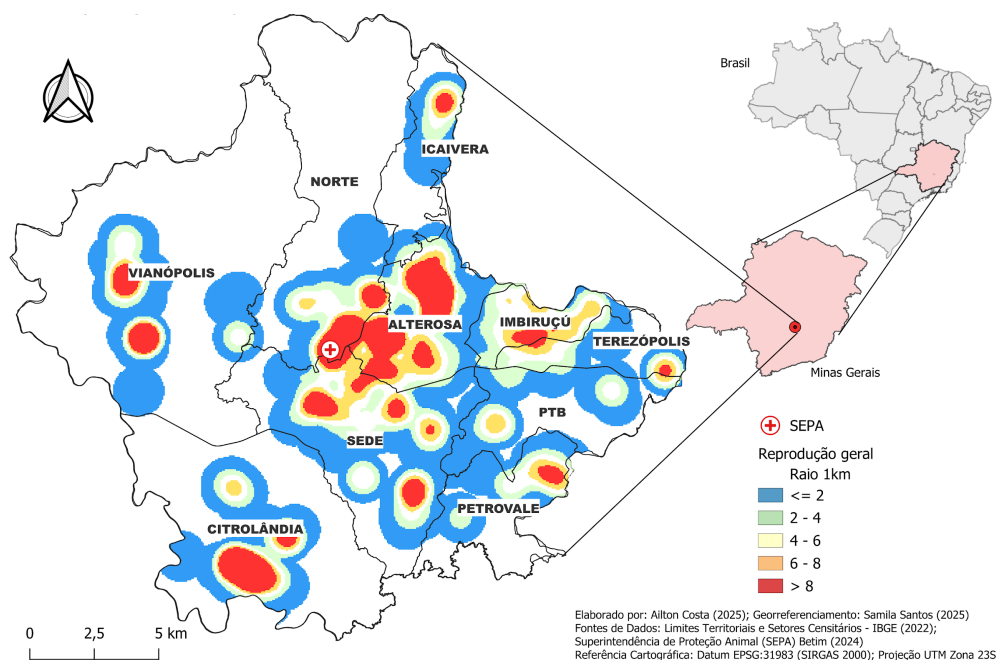 Brasil
ICAIVERA
NORTE
VIANÓPOLIS
ALTEROSA
IMBIRUÇÚ
TEREZÓPOLIS
Minas Gerais
PTB
SEDE
SEPA
Reprodução geral
Raio 1km
<= 2
2 - 4
4 - 6
6 - 8
> 8
PETROVALE
CITROLÂNDIA
0 2,5 5 km
Elaborado por: Ailton Costa (2025); Georreferenciamento: Samila Santos (2025)
Fontes de Dados: Limites Territoriais e Setores Censitários - IBGE (2022);
Superintendência de Proteção Animal (SEPA) Betim (2024)
Referência Cartográfica: Datum EPSG:31983 (SIRGAS 2000); Projeção UTM Zona 23S